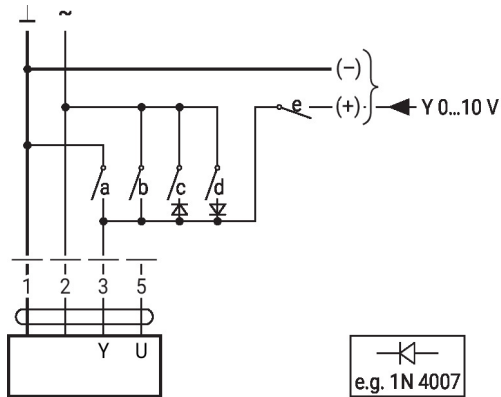 ⊥ ~
(−)
e (+) Y 0...10 V
a b c d
1 2 3 5
Y U
e.g. 1N 4007